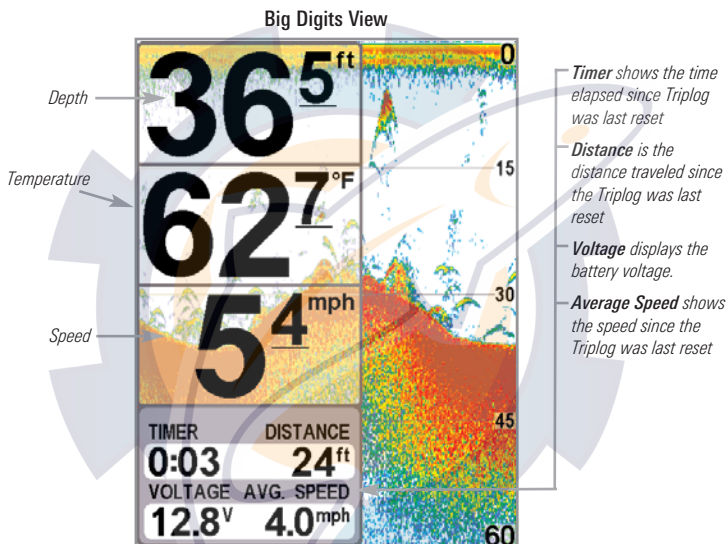 Big Digits View
36 5 ft
0
Depth
15
Temperature
62 7 °F
30
Speed
5 4 mph
45
TIMER DISTANCE
0:03 24 ft
VOLTAGE AVG. SPEED
12.8 V 4.0 mph
60
Timer shows the time
elapsed since Triplog
was last reset
Distance is the
distance traveled since
the Triplog was last
reset
Voltage displays the
battery voltage.
Average Speed shows
the speed since the
Triplog was last reset